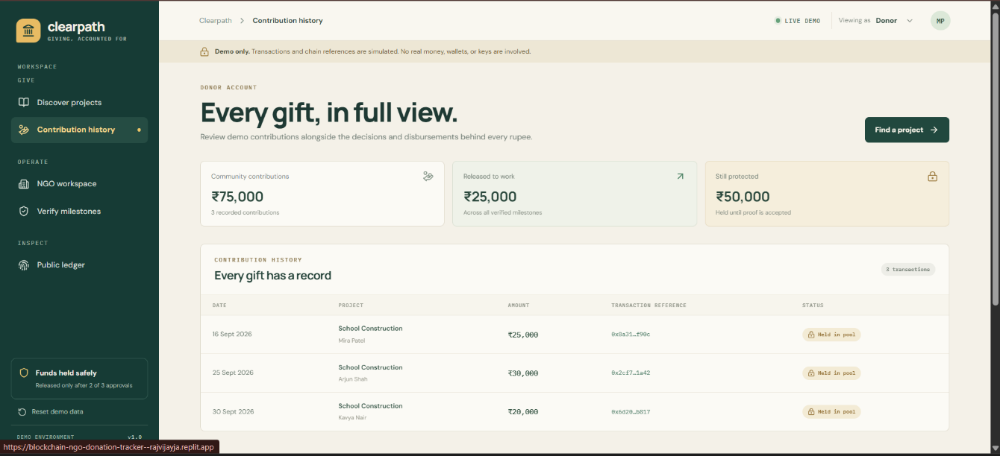 clearpath
GIVING, ACCOUNTED FOR
WORKSPACE
GIVE
Discover projects
Contribution history
OPERATE
NGO workspace
Verify milestones
INSPECT
Public ledger
Funds held safely
Released only after 2 of 3 approvals
Reset demo data
DEMO ENVIRONMENT v1.0
https://blockchain-ngo-donation-tracker--rajvijayja.replit.app
Clearpath > Contribution history
LIVE DEMO
Viewing as Donor
MP
Demo only. Transactions and chain references are simulated. No real money, wallets, or keys are involved.
DONOR ACCOUNT
Every gift, in full view.
Review demo contributions alongside the decisions and disbursements behind every rupee.
Find a project →
Community contributions
₹75,000
3 recorded contributions
Released to work
₹25,000
Across all verified milestones
Still protected
₹50,000
Held until proof is accepted
CONTRIBUTION HISTORY
Every gift has a record
3 transactions
DATE PROJECT AMOUNT TRANSACTION REFERENCE STATUS
16 Sept 2026 School Construction ₹25,000 0x8a31…f90c Held in pool
Mira Patel
25 Sept 2026 School Construction ₹30,000 0x2cf7…1a42 Held in pool
Arjun Shah
30 Sept 2026 School Construction ₹20,000 0x6d20…b817 Held in pool
Kavya Nair